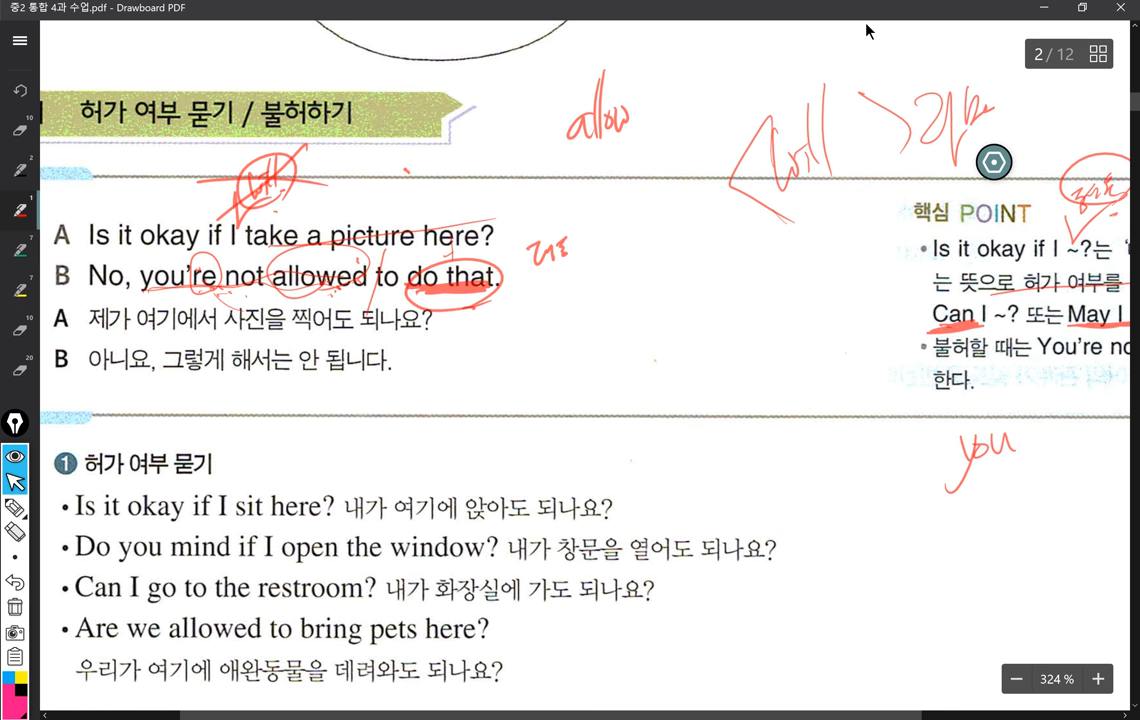 중2 통합 4과 수업.pdf - Drawboard PDF
2 / 12
허가 여부 묻기 / 불허하기
allow
will
will
핵심 POINT
A Is it okay if I take a picture here?
B No, you're not allowed to do that.
A 제가 여기에서 사진을 찍어도 되나요?
B 아니요, 그렇게 해서는 안 됩니다.
• Is it okay if I ~?는
는 뜻으로 허가 여부를
Can I ~? 또는 May I
불허할 때는 You're no
한다.
you
1 허가 여부 묻기
• Is it okay if I sit here? 내가 여기에 앉아도 되나요?
• Do you mind if I open the window? 내가 창문을 열어도 되나요?
• Can I go to the restroom? 내가 화장실에 가도 되나요?
• Are we allowed to bring pets here?
우리가 여기에 애완동물을 데려와도 되나요?
324 %